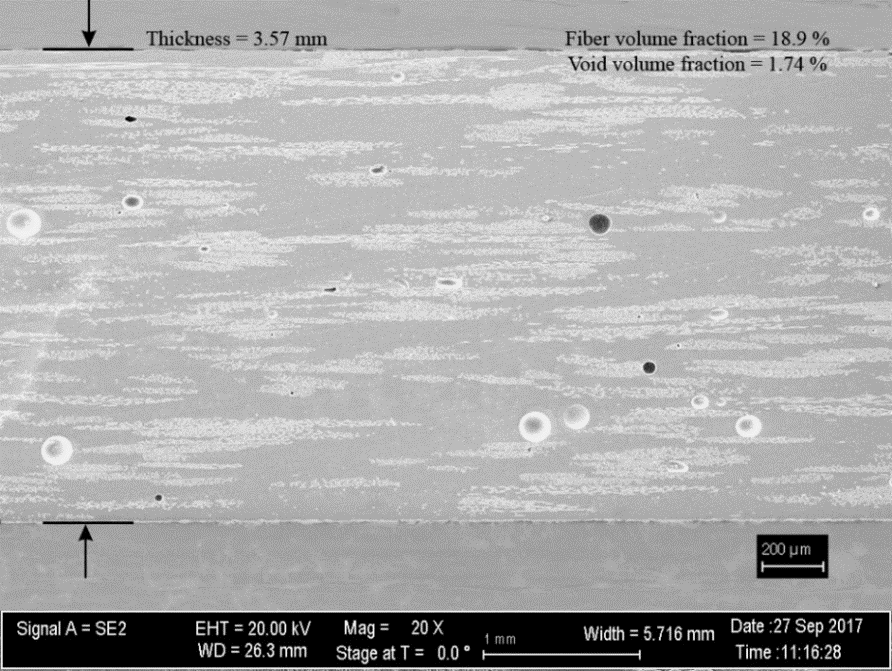 Thickness = 3.57 mm
Fiber volume fraction = 18.9 %
Void volume fraction = 1.74 %
200 µm
Signal A = SE2
EHT = 20.00 kV
WD = 26.3 mm
Mag = 20 X
Stage at T = 0.0 °
1 mm
Width = 5.716 mm
Date :27 Sep 2017
Time :11:16:28